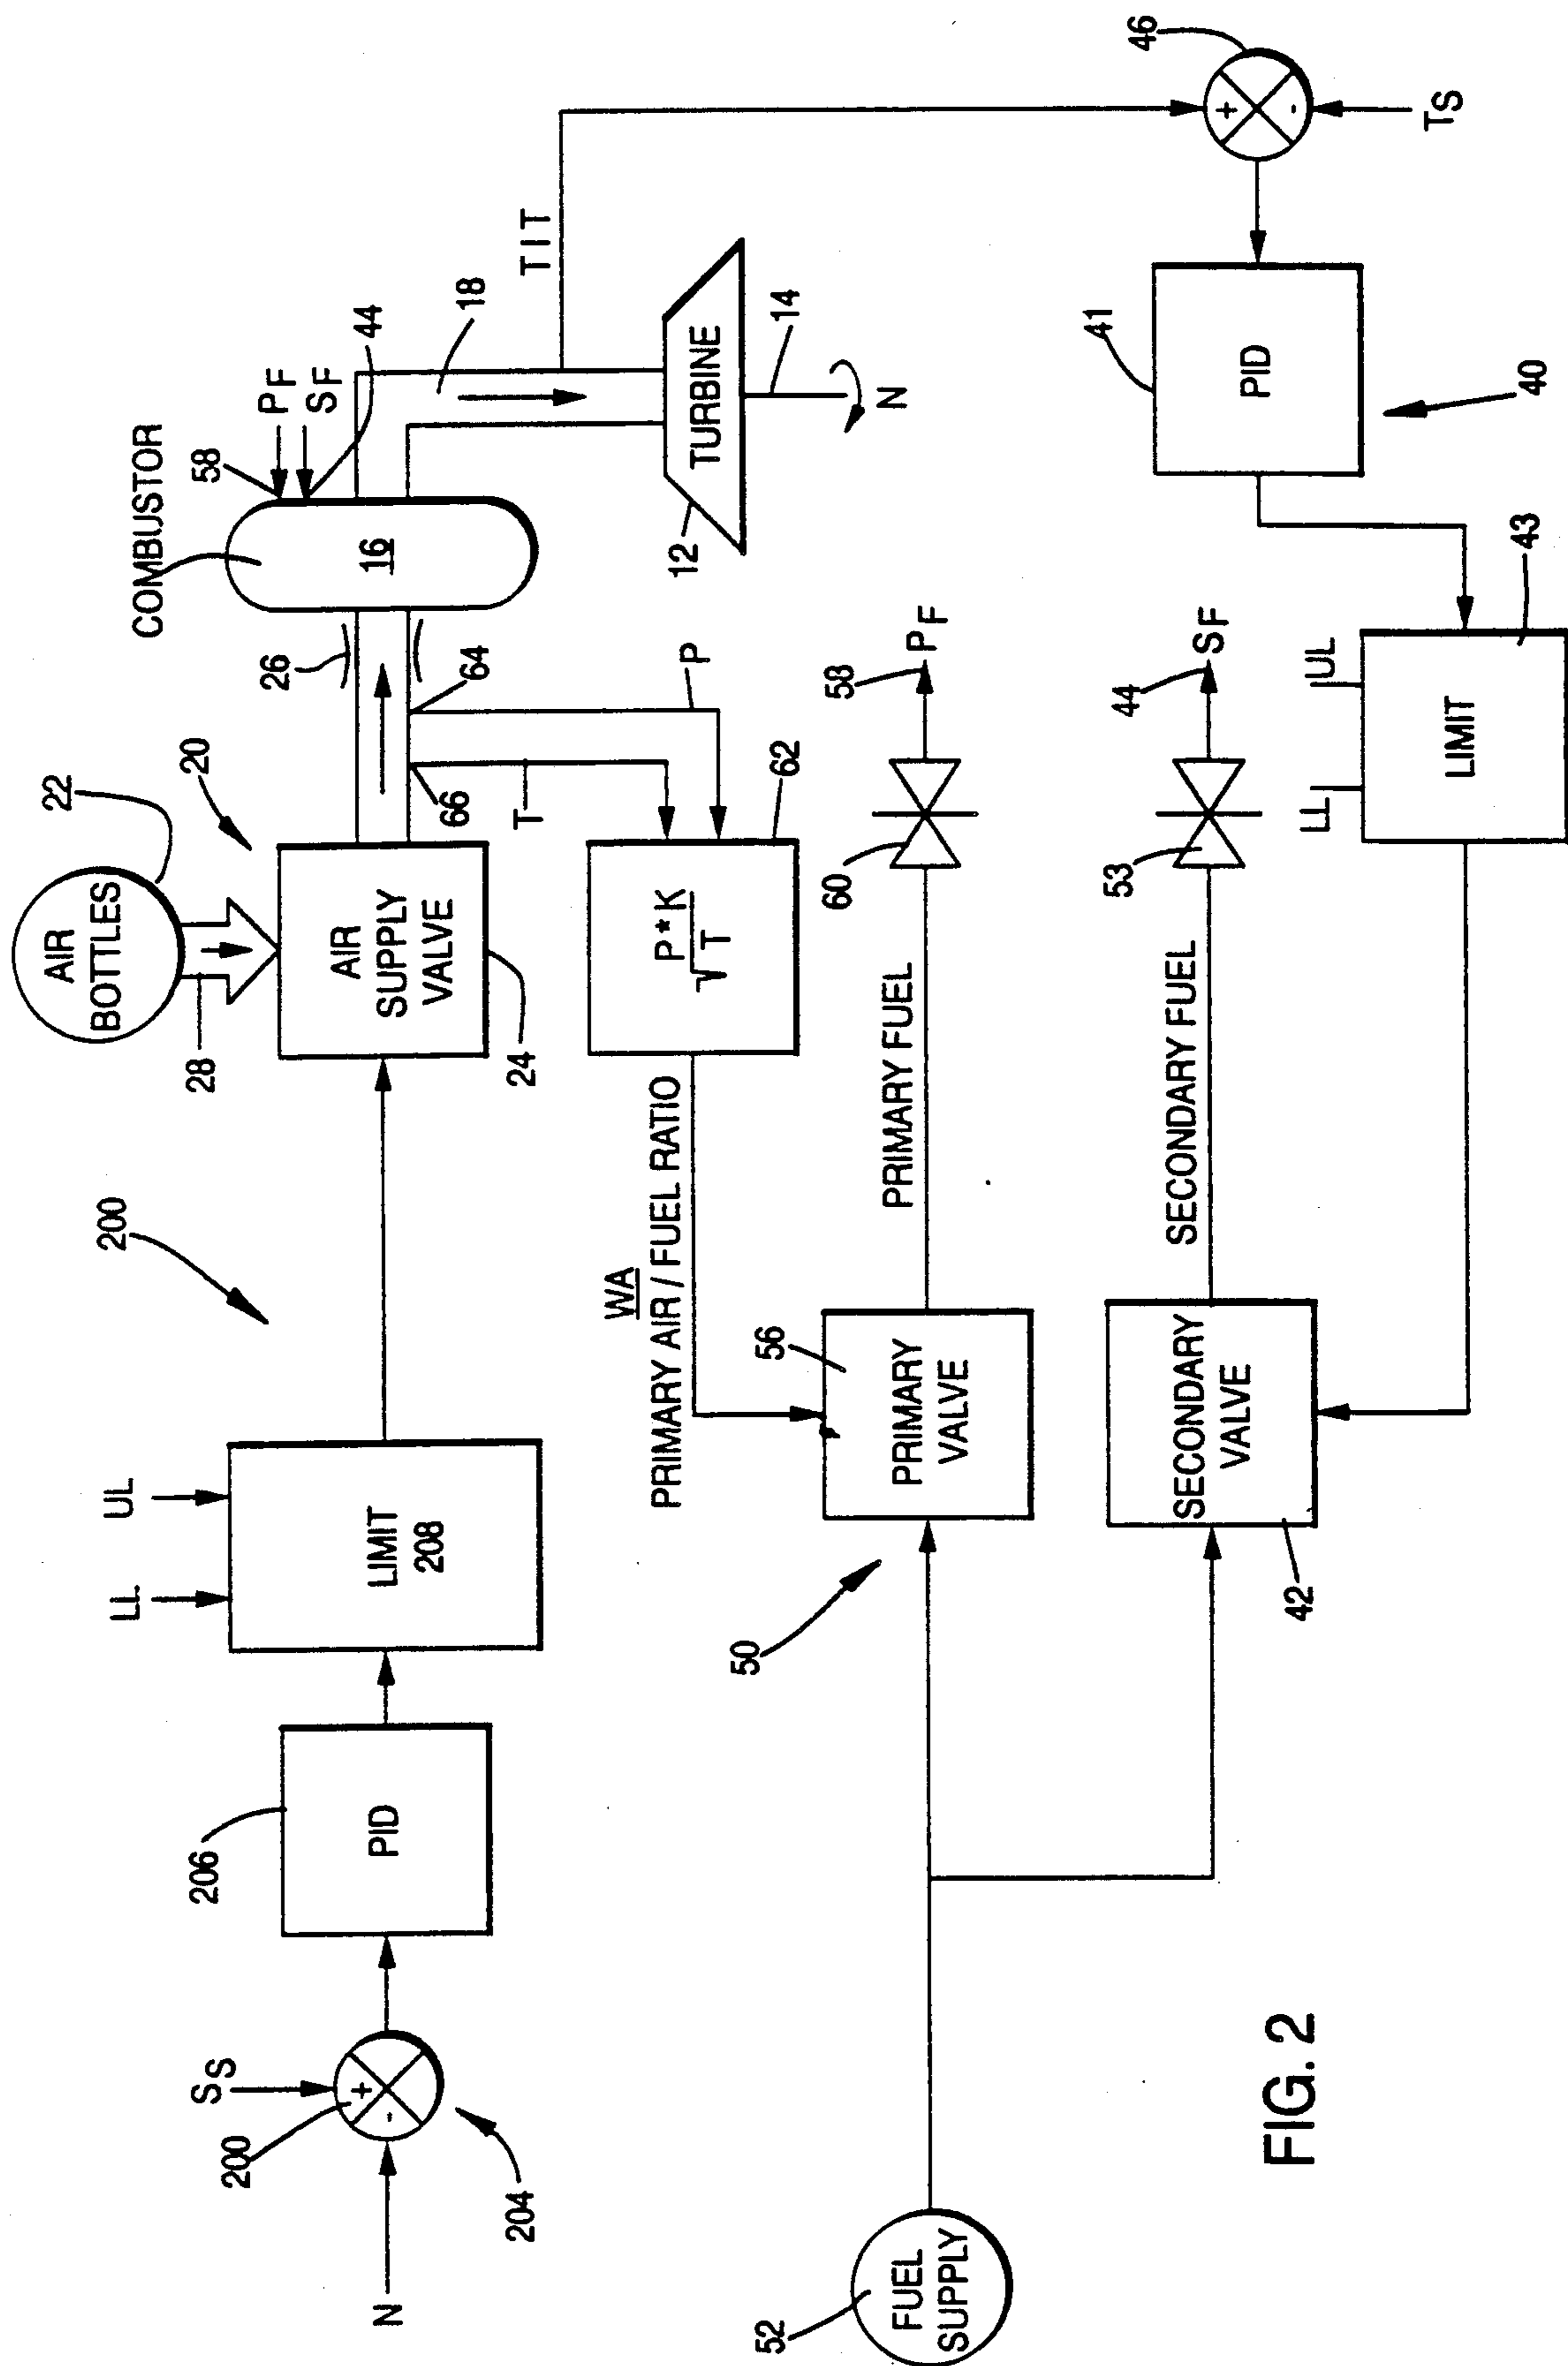 AIR
BOTTLES
22
28
20
AIR
SUPPLY
VALVE
24
COMBUSTOR
16
58
PF
SF
44
18
26
64
66
T
P
TIT
TURBINE
12
14
N
46
+
-
TS
PID
41
40
N
SS
200
+
-
204
PID
206
LL
UL
LIMIT
208
200
P*K
√T
62
WA
PRIMARY AIR / FUEL RATIO
FUEL
SUPPLY
52
50
PRIMARY
VALVE
56
PRIMARY FUEL
60
58
PF
SECONDARY
VALVE
42
SECONDARY FUEL
53
44
SF
LL
UL
LIMIT
43
FIG. 2